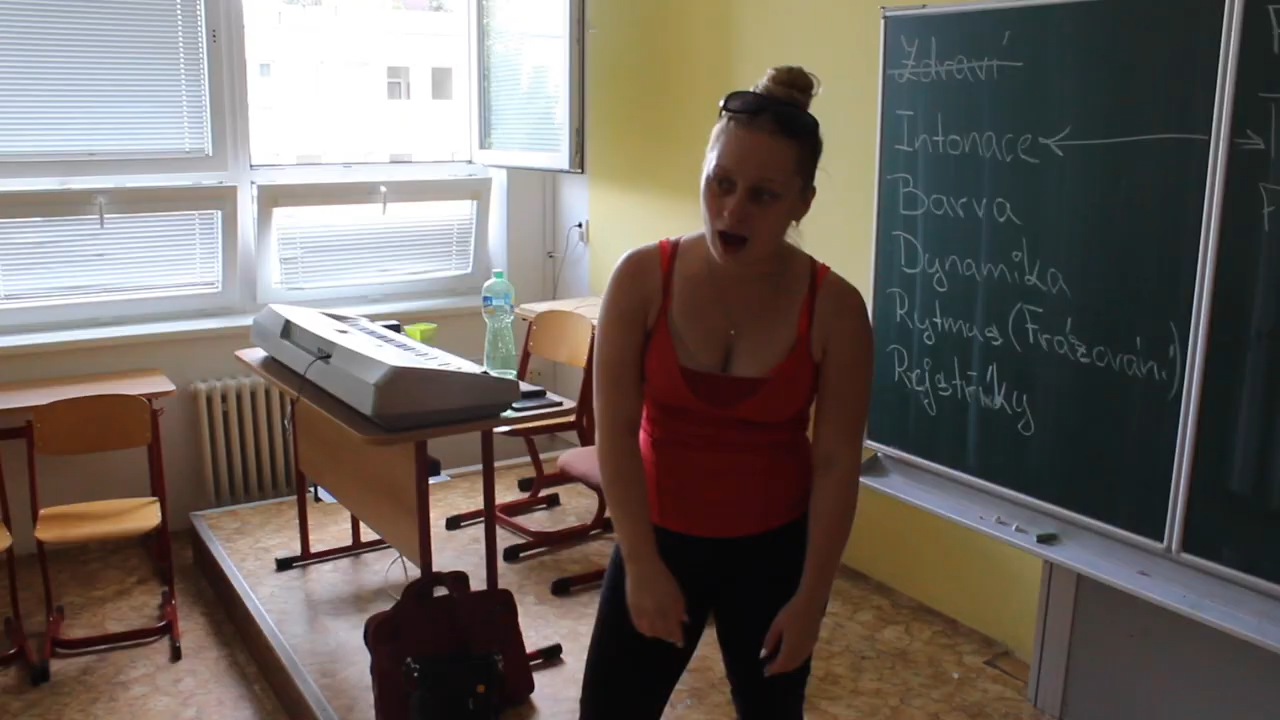 Zdraví
Intonace
Barva
Dynamika
Rytmus (Frázování)
Rejstříky